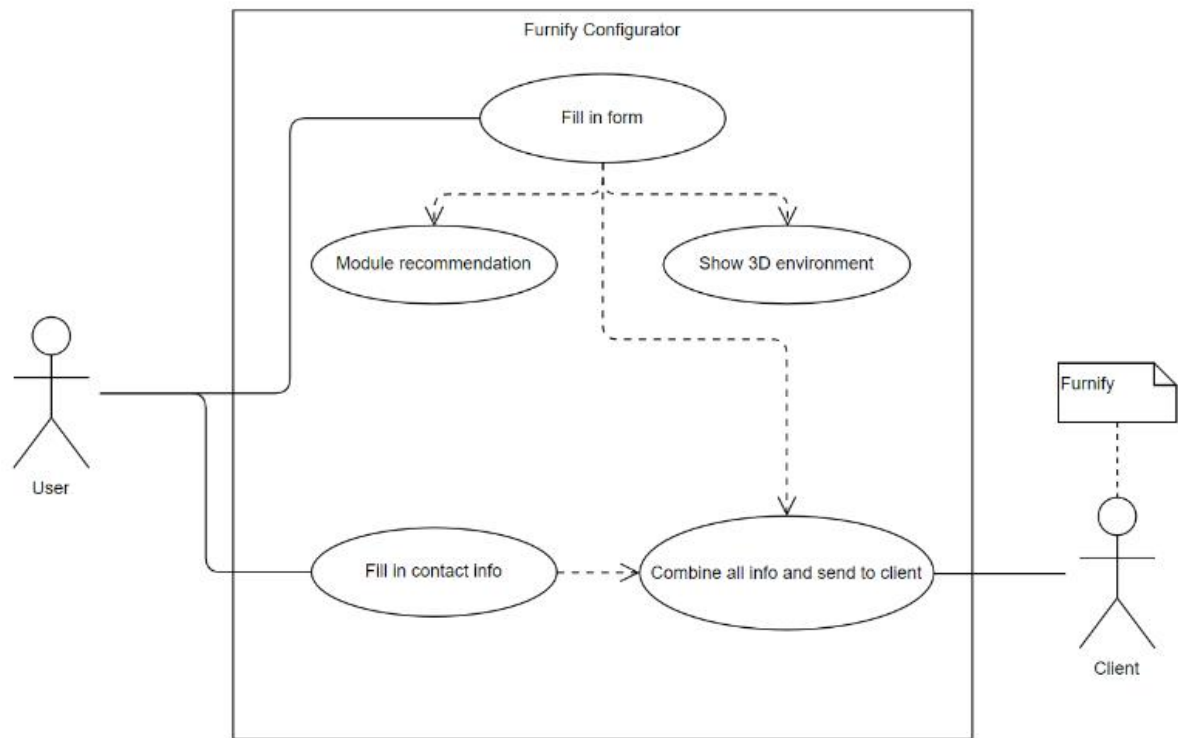 Furnify Configurator
Fill in form
Module recommendation
Show 3D environment
Furnify
User
Fill in contact info
Combine all info and send to client
Client